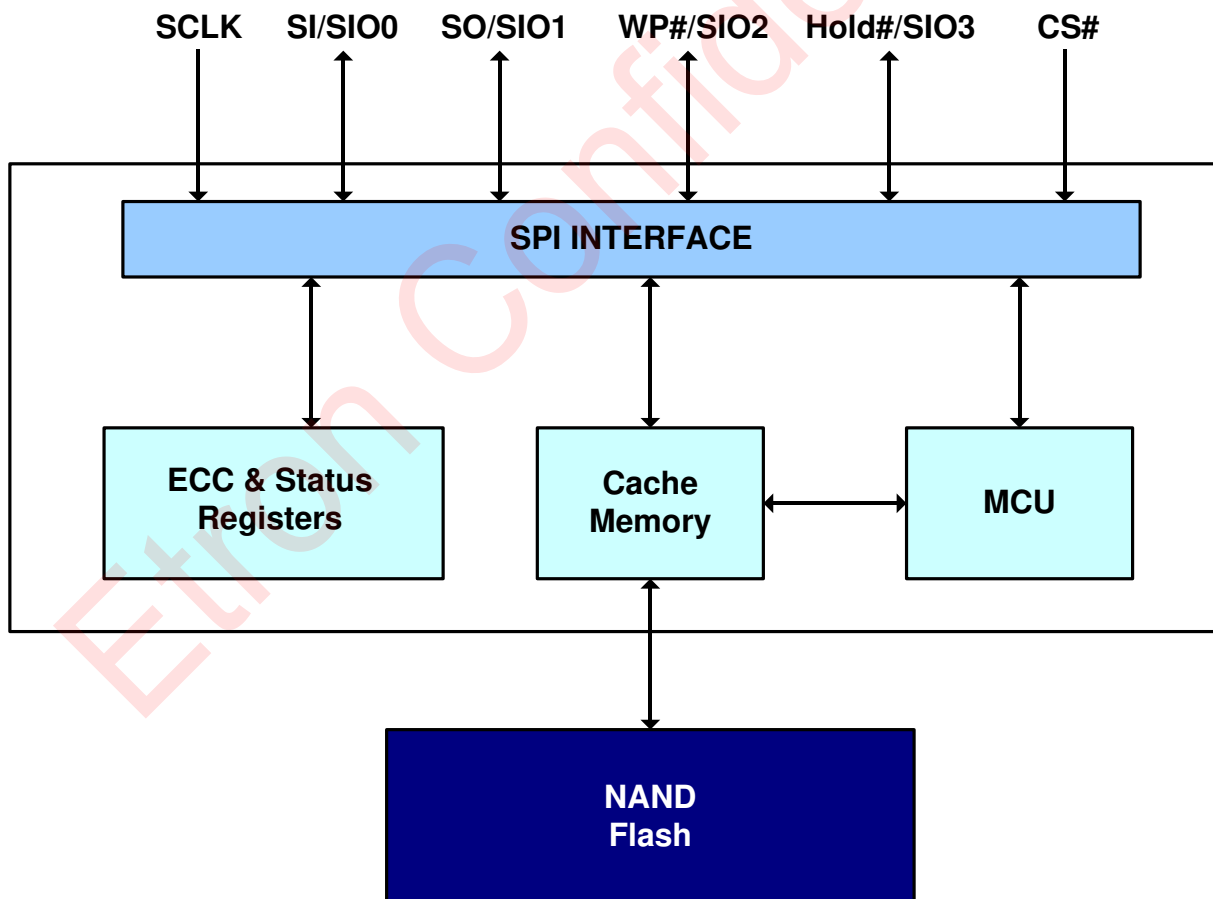 SCLK SI/SIO0 SO/SIO1 WP#/SIO2 Hold#/SIO3 CS#
SPI INTERFACE
ECC & Status
Registers
Cache
Memory
MCU
NAND
Flash
Etron Confide